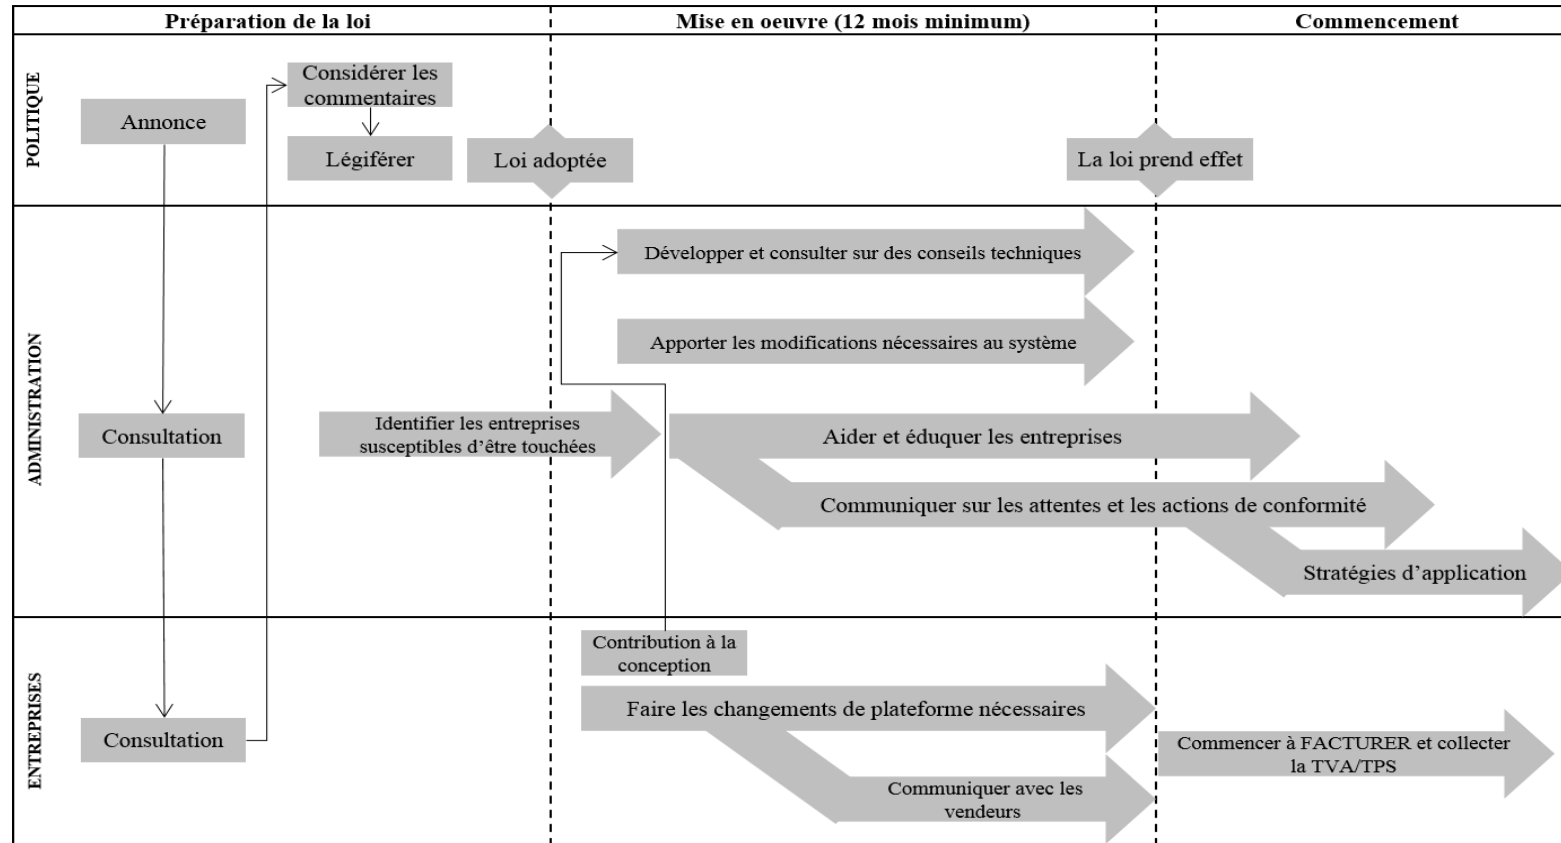 Préparation de la loi
Mise en oeuvre (12 mois minimum)
Commencement
POLITIQUE
Annonce
Considérer les
commentaires
Légiférer
Loi adoptée
La loi prend effet
ADMINISTRATION
Consultation
Développer et consulter sur des conseils techniques
Apporter les modifications nécessaires au système
Identifier les entreprises
susceptibles d’être touchées
Aider et éduquer les entreprises
Communiquer sur les attentes et les actions de conformité
Stratégies d’application
ENTREPRISES
Consultation
Contribution à la
conception
Faire les changements de plateforme nécessaires
Communiquer avec les
vendeurs
Commencer à FACTURER et collecter
la TVA/TPS